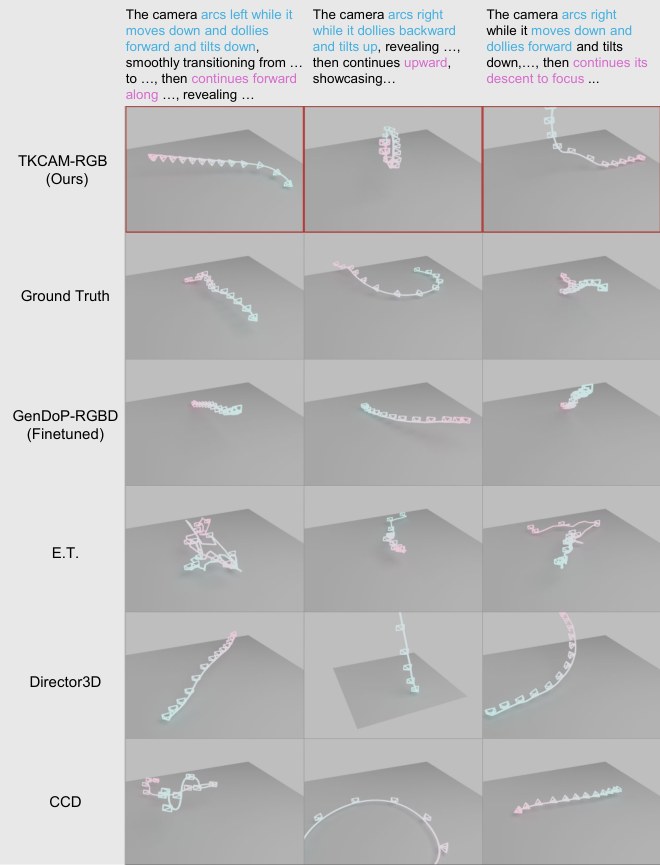 The camera arcs left while it
moves down and dollies
forward and tilts down,
smoothly transitioning from …
to …, then continues forward
along …, revealing …
The camera arcs right
while it dollies backward
and tilts up, revealing …,
then continues upward,
showcasing…
The camera arcs right
while it moves down and
dollies forward and tilts
down,…, then continues its
descent to focus ...
TKCAM-RGB
(Ours)
Ground Truth
GenDoP-RGBD
(Finetuned)
E.T.
Director3D
CCD